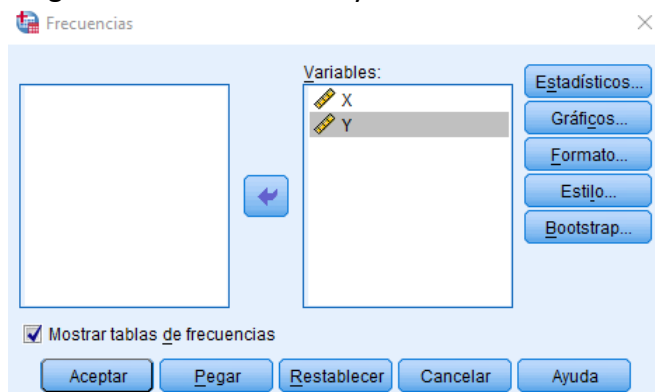 Frecuencias
Variables:
X
Y
Estadísticos...
Gráficos...
Formato...
Estilo...
Bootstrap...
Mostrar tablas de frecuencias
Aceptar Pegar Restablecer Cancelar Ayuda